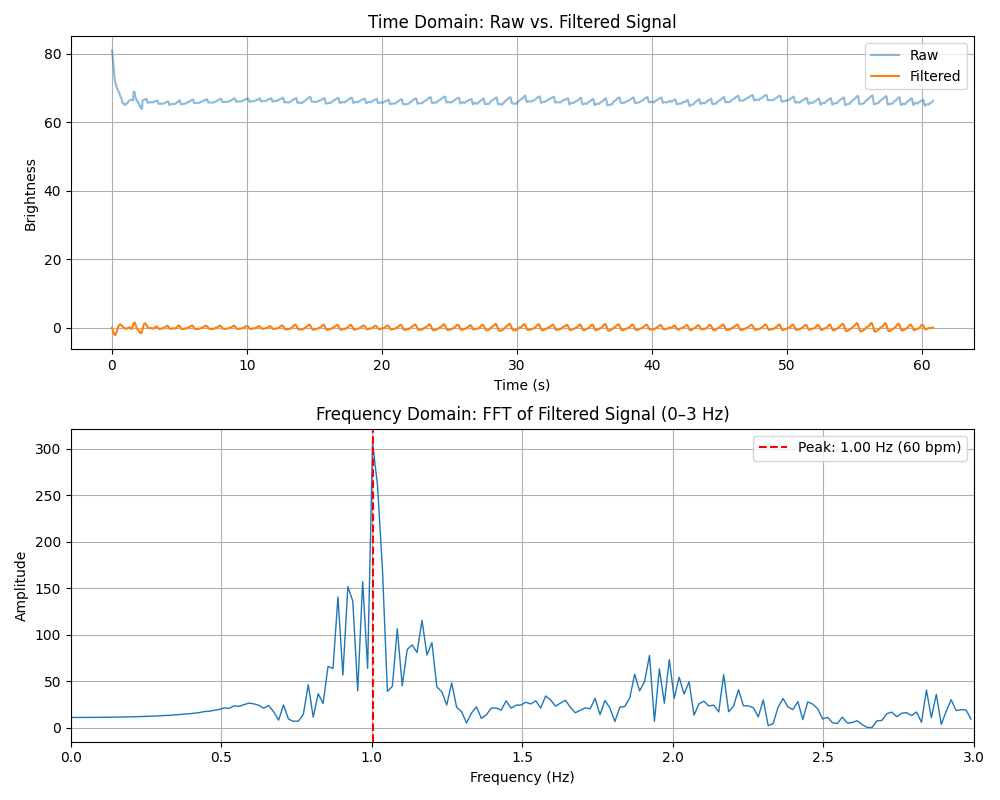 Time Domain: Raw vs. Filtered Signal
Raw
Filtered
80
60
40
20
0
Brightness
0 10 20 30 40 50 60
Time (s)
Frequency Domain: FFT of Filtered Signal (0–3 Hz)
Peak: 1.00 Hz (60 bpm)
300
250
200
150
100
50
0
Amplitude
0.0 0.5 1.0 1.5 2.0 2.5 3.0
Frequency (Hz)